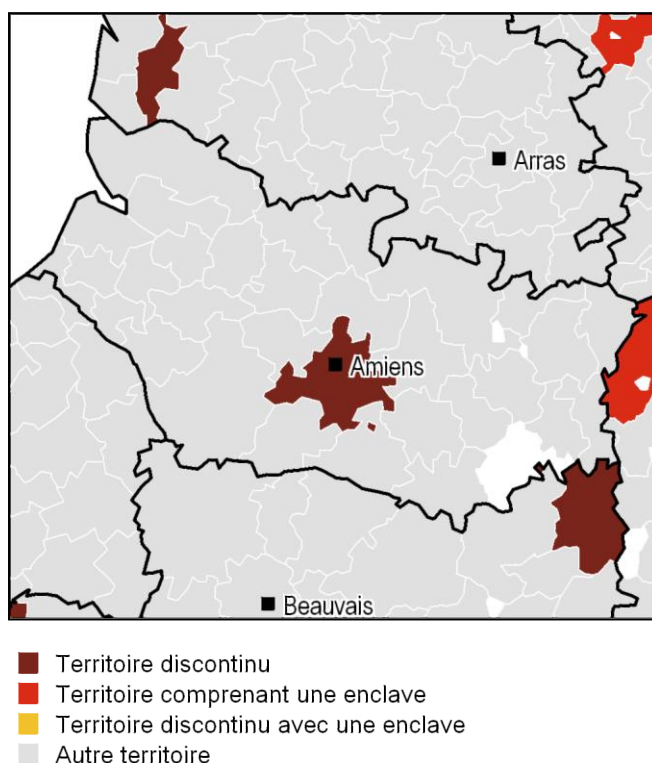 Arras
Amiens
Beauvais
Territoire discontinu
Territoire comprenant une enclave
Territoire discontinu avec une enclave
Autre territoire